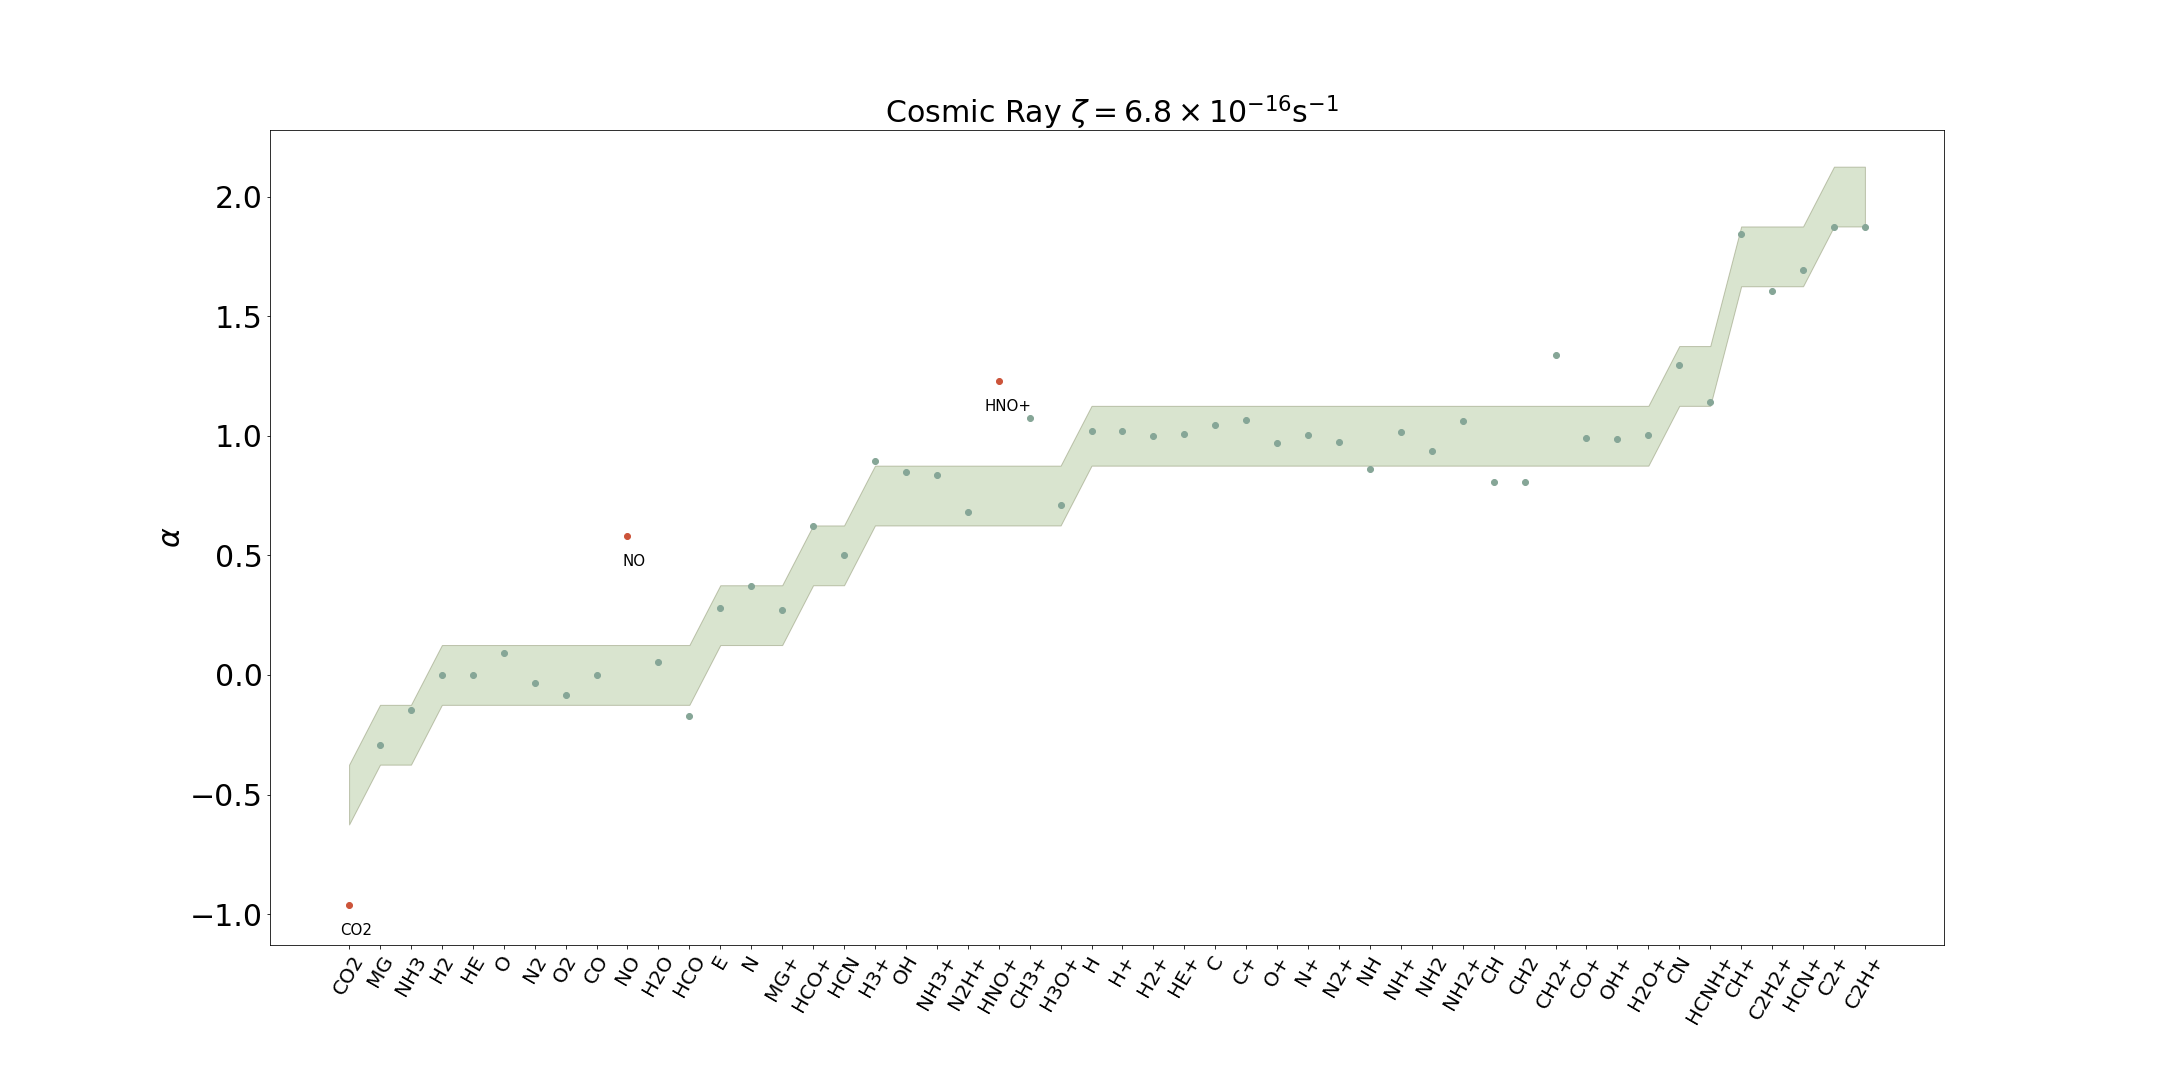 Cosmic Ray ζ = 6.8 × 10⁻¹⁶s⁻¹
2.0
1.5
1.0
0.5
0.0
−0.5
−1.0
α
HNO+
NO
CO2
CO2 MG NH3 H2 HE O N2 O2 CO NO H2O HCO E N MG+ HCO+ HCN H3+ OH NH3+ N2H+ HNO+ CH3+ H3O+ H H+ H2+ HE+ C C+ O+ N+ N2+ NH NH+ NH2 NH2+ CH CH2 CH2+ CO+ OH+ H2O+ CN HCNH+ CH+ C2H2+ HCN+ C2+ C2H+